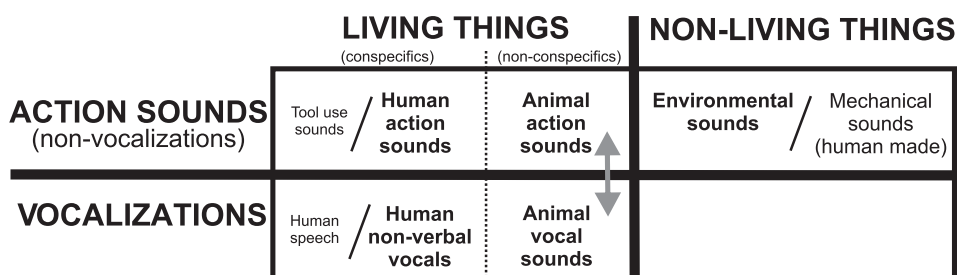 LIVING THINGS
NON-LIVING THINGS
(conspecifics)
(non-conspecifics)
ACTION SOUNDS
(non-vocalizations)
Tool use
sounds
/
Human
action
sounds
Animal
action
sounds
Environmental
sounds
/
Mechanical
sounds
(human made)
VOCALIZATIONS
Human
speech
/
Human
non-verbal
vocals
Animal
vocal
sounds